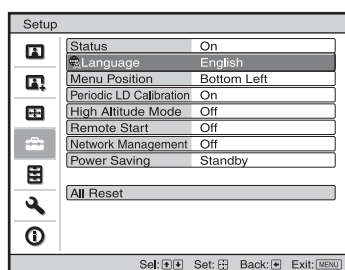 Setup
Status On
Language English
Menu Position Bottom Left
Periodic LD Calibration On
High Altitude Mode Off
Remote Start Off
Network Management Off
Power Saving Standby
All Reset
Sel: Set: Back: Exit: MENU